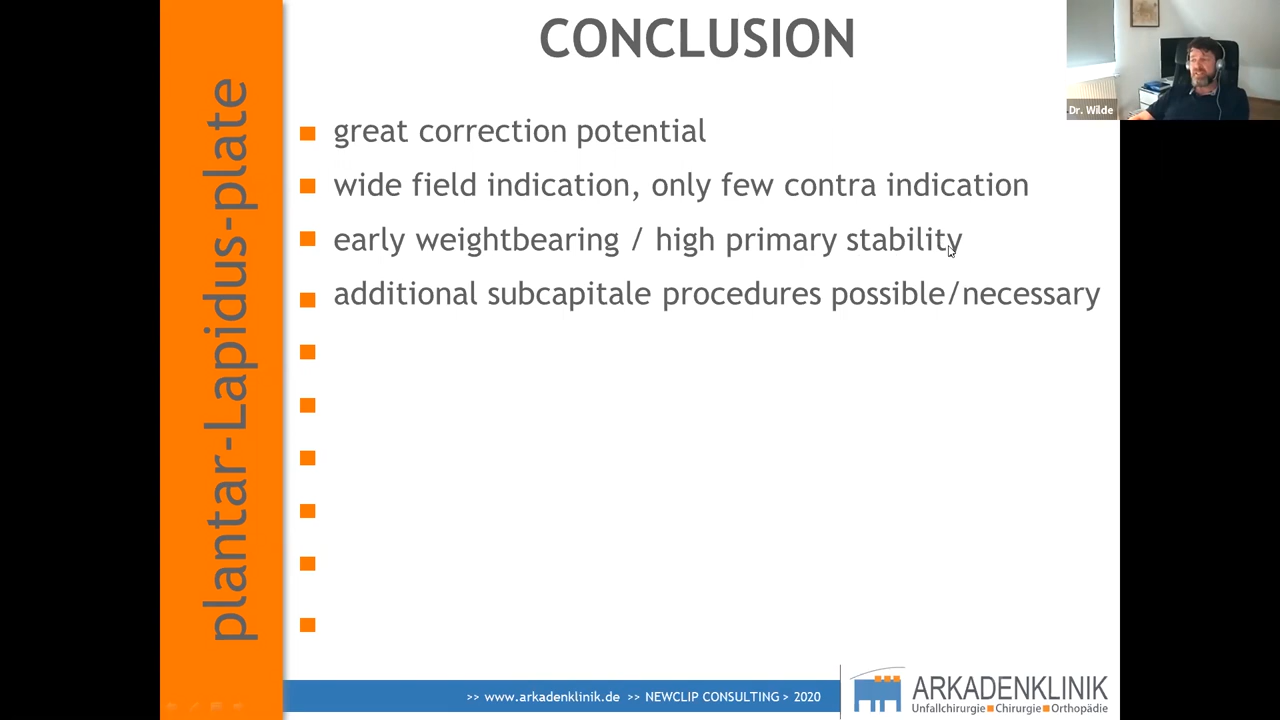 CONCLUSION
plantar-Lapidus-plate
great correction potential
wide field indication, only few contra indication
early weightbearing / high primary stability
additional subcapitale procedures possible/necessary
Dr. Wilde
>> www.arkadenklinik.de >> NEWCLIP CONSULTING > 2020
ARKADENKLINIK
Unfallchirurgie ■ Chirurgie ■ Orthopädie